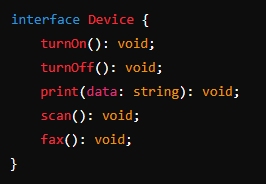 interface Device {
    turnOn(): void;
    turnOff(): void;
    print(data: string): void;
    scan(): void;
    fax(): void;
}